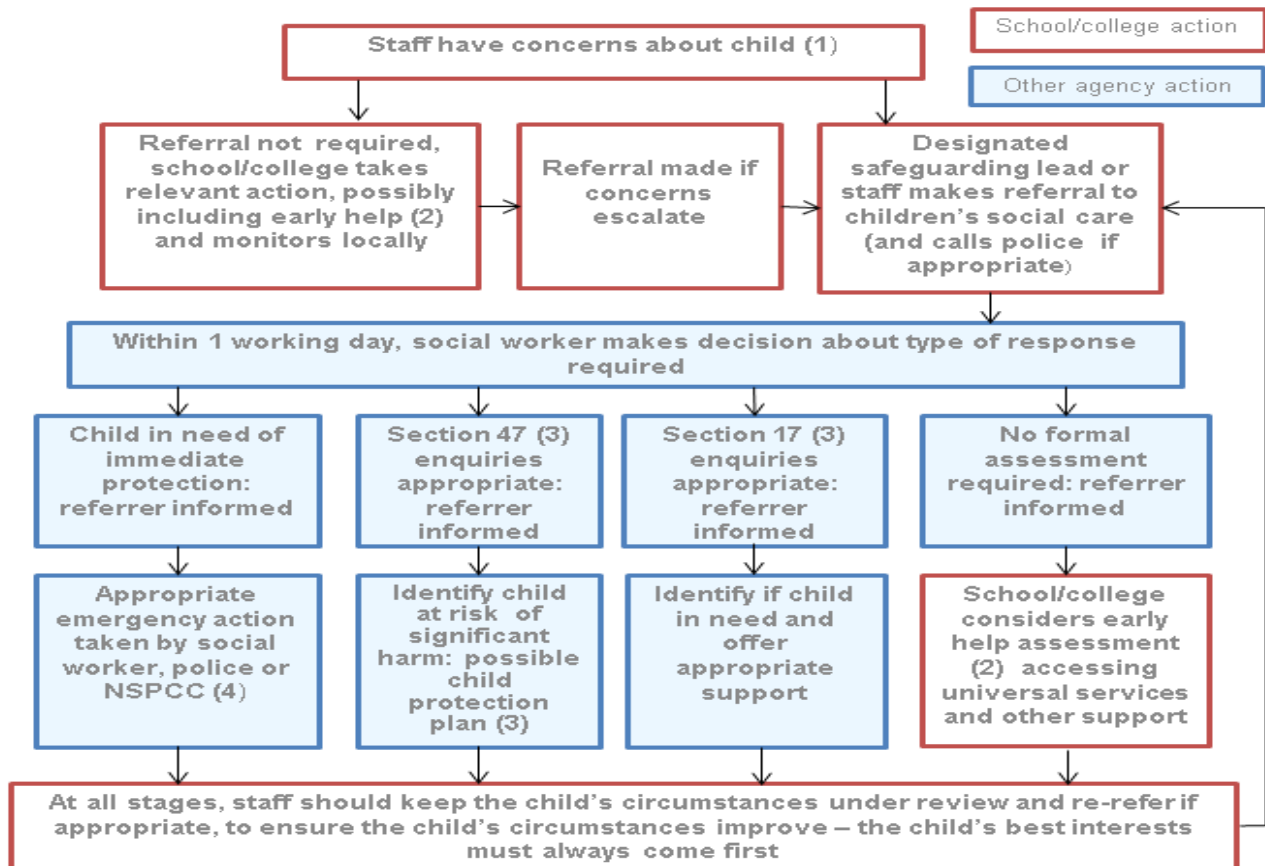 Staff have concerns about child (1)
School/college action
Other agency action
Referral not required,
school/college takes
relevant action, possibly
including early help (2)
and monitors locally
Referral made if
concerns
escalate
Designated
safeguarding lead or
staff makes referral to
children's social care
(and calls police if
appropriate)
Within 1 working day, social worker makes decision about type of response
required
Child in need of
immediate
protection:
referrer informed
Section 47 (3)
enquiries
appropriate:
referrer
informed
Section 17 (3)
enquiries
appropriate:
referrer
informed
No formal
assessment
required: referrer
informed
Appropriate
emergency action
taken by social
worker, police or
NSPCC (4)
Identify child
at risk of
significant
harm: possible
child
protection
plan (3)
Identify if child
in need and
offer
appropriate
support
School/college
considers early
help assessment
(2) accessing
universal services
and other support
At all stages, staff should keep the child's circumstances under review and re-refer if
appropriate, to ensure the child's circumstances improve – the child's best interests
must always come first